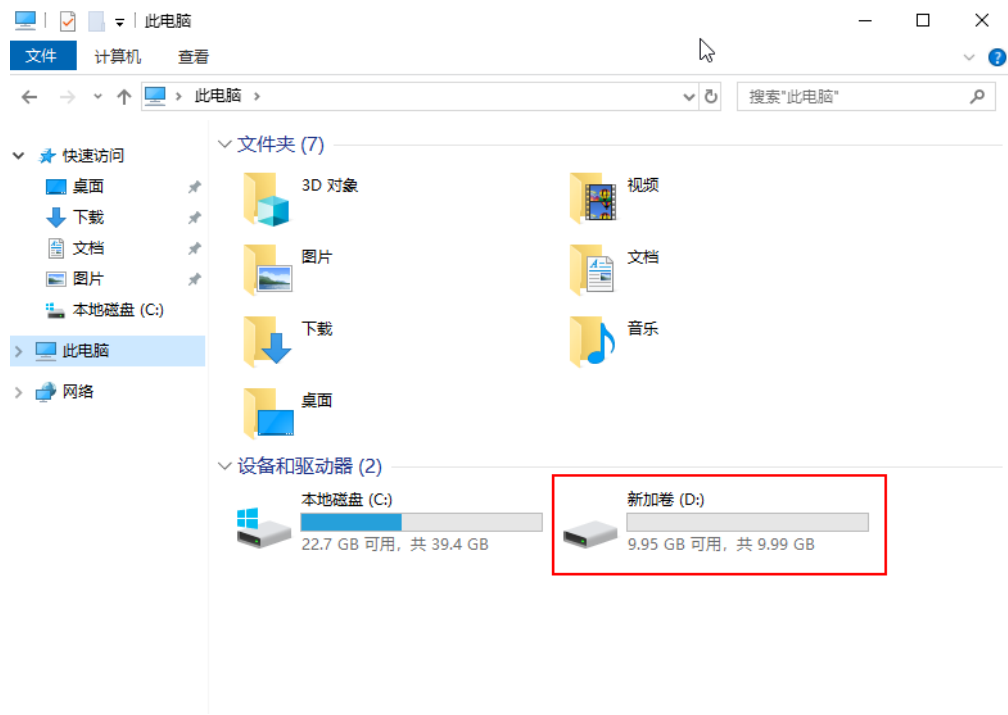 此电脑
文件 计算机 查看
此电脑
搜索"此电脑"
快速访问
桌面
下载
文档
图片
本地磁盘 (C:)
此电脑
网络
文件夹 (7)
3D 对象
视频
图片
文档
下载
音乐
桌面
设备和驱动器 (2)
本地磁盘 (C:)
22.7 GB 可用，共 39.4 GB
新加卷 (D:)
9.95 GB 可用，共 9.99 GB